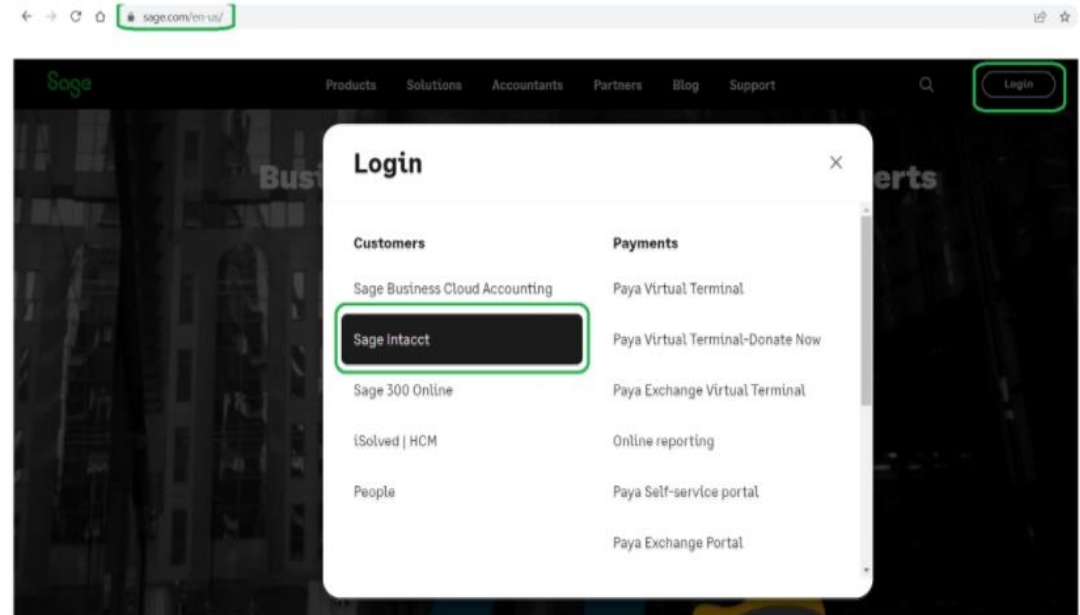 sage.com/en-us/
Sage
Products Solutions Accountants Partners Blog Support
Login
Busi
erts
Login
Customers
Sage Business Cloud Accounting
Sage Intacct
Sage 300 Online
iSolved | HCM
People
Payments
Paya Virtual Terminal
Paya Virtual Terminal-Donate Now
Paya Exchange Virtual Terminal
Online reporting
Paya Self-service portal
Paya Exchange Portal